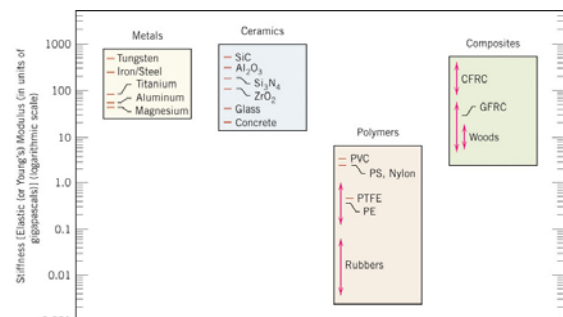 Metals
Ceramics
Composites
Polymers
Stiffness [Elastic (or Young's) Modulus (in units of
gigapascals)] (logarithmic scale)
1000
100
10
1.0
0.1
0.01
Tungsten
Iron/Steel
Titanium
Aluminum
Magnesium
SiC
Al2O3
Si3N4
ZrO2
Glass
Concrete
PVC
PS, Nylon
PTFE
PE
Rubbers
CFRC
GFRC
Woods